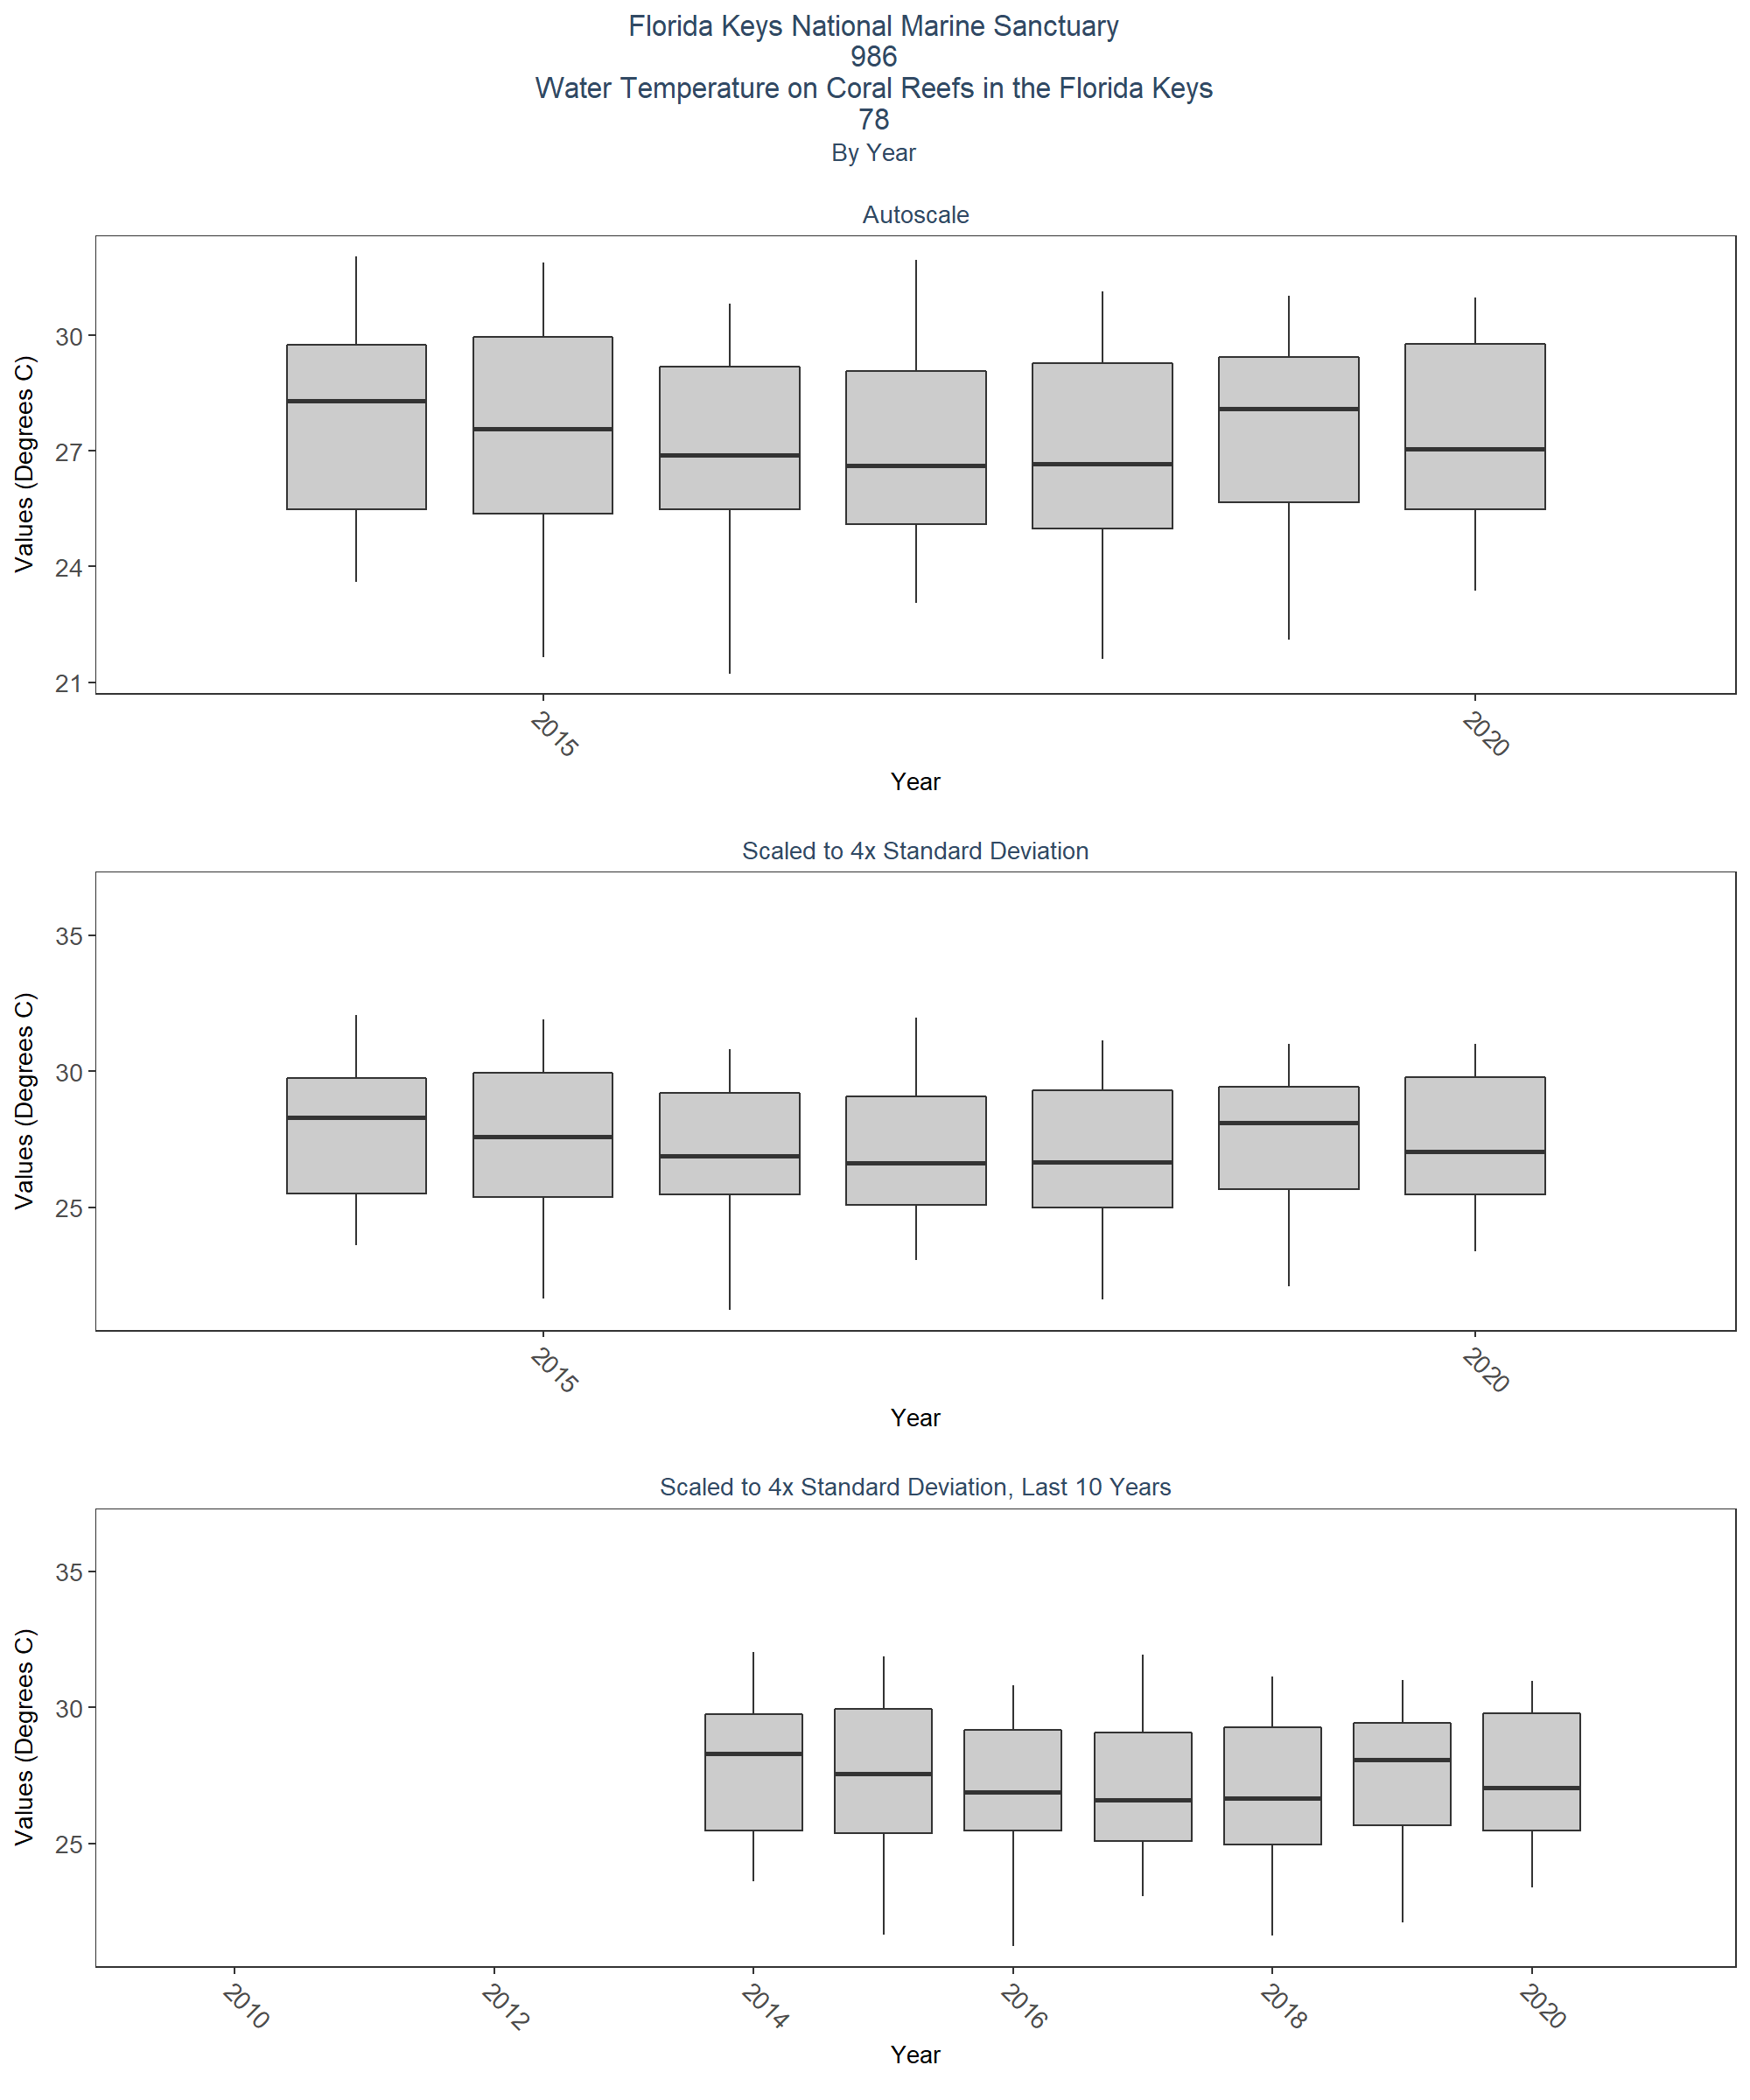 Florida Keys National Marine Sanctuary
986
Water Temperature on Coral Reefs in the Florida Keys
78
By Year
Autoscale
Values (Degrees C)
30
27
24
21
2015
2020
Year
Scaled to 4x Standard Deviation
Values (Degrees C)
35
30
25
2015
2020
Year
Scaled to 4x Standard Deviation, Last 10 Years
Values (Degrees C)
35
30
25
2010
2012
2014
2016
2018
2020
Year